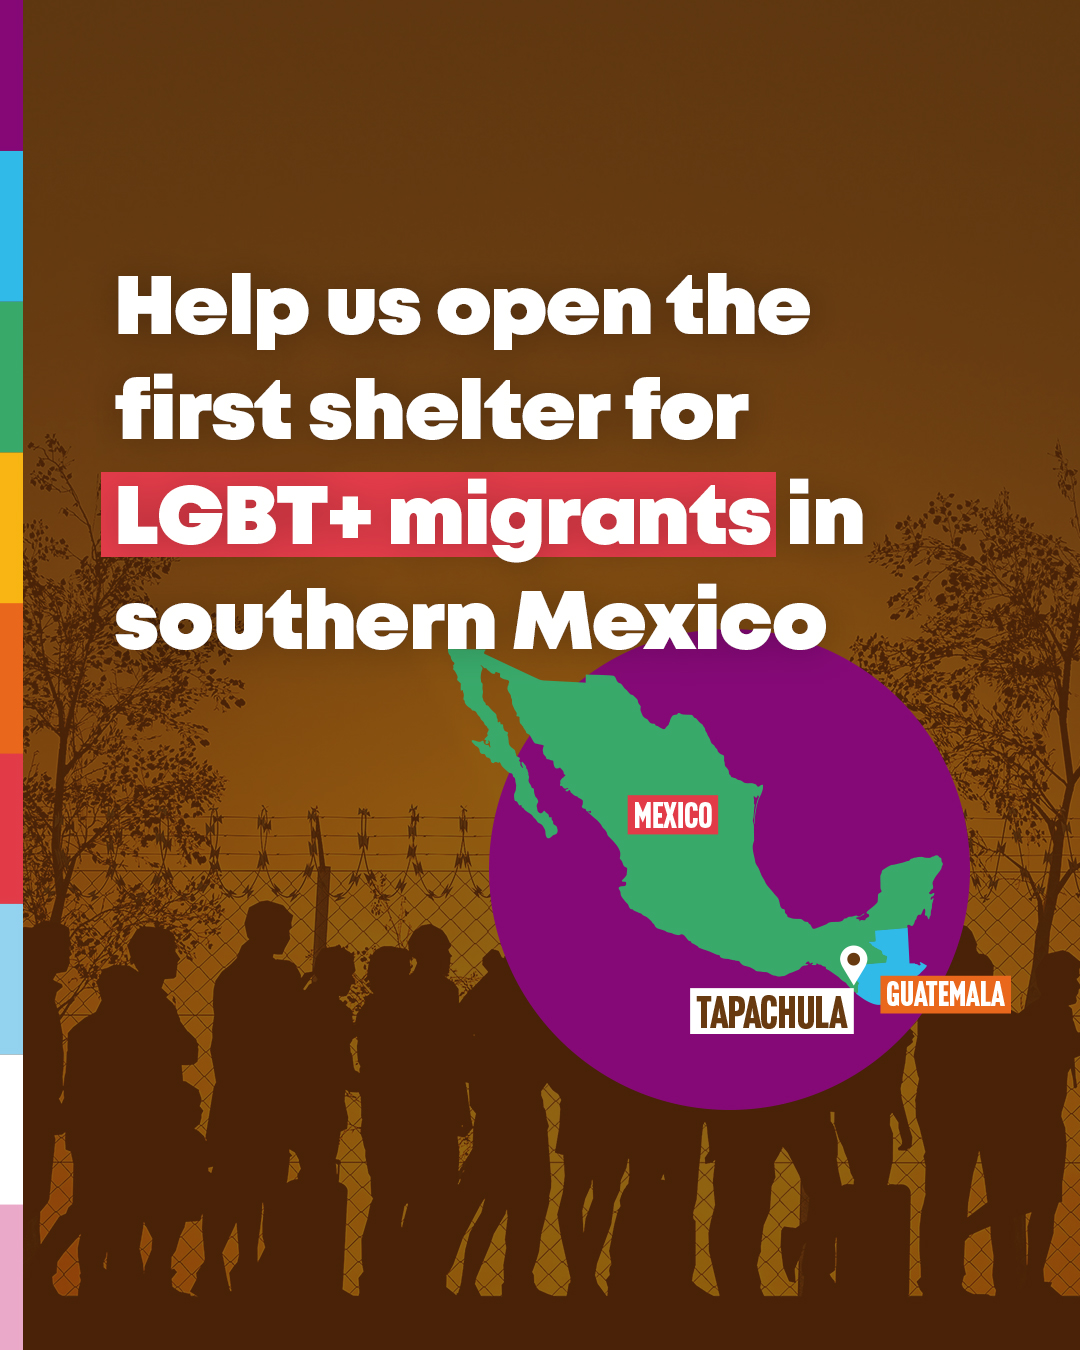 Help us open the
first shelter for
LGBT+ migrants in
southern Mexico
MEXICO
TAPACHULA
GUATEMALA